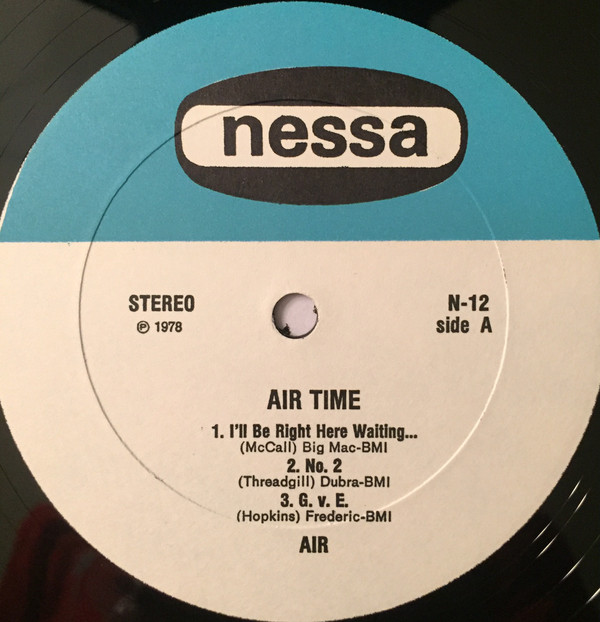 nessa
STEREO
℗ 1978
N-12
side A
AIR TIME
1. I'll Be Right Here Waiting...
(McCall) Big Mac-BMI
2. No. 2
(Threadgill) Dubra-BMI
3. G. v. E.
(Hopkins) Frederic-BMI
AIR